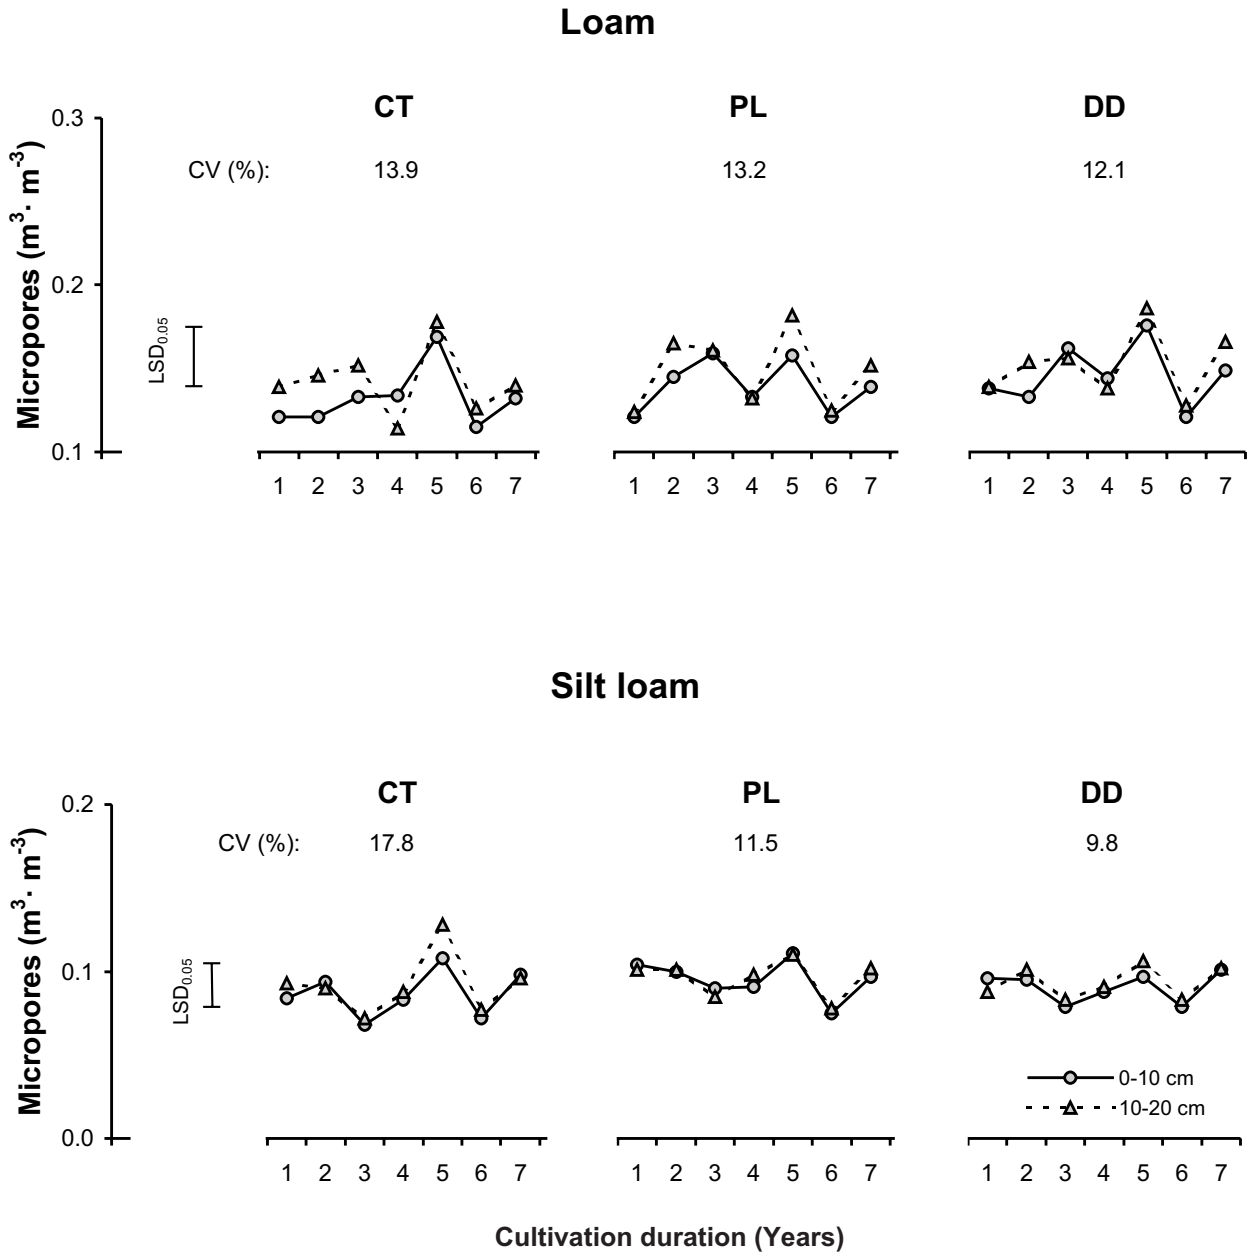 Loam
CT PL DD
CV (%): 13.9 13.2 12.1
Micropores (m³· m⁻³)
0.3
0.2
0.1
LSD0.05
1 2 3 4 5 6 7 1 2 3 4 5 6 7 1 2 3 4 5 6 7
Silt loam
CT PL DD
CV (%): 17.8 11.5 9.8
Micropores (m³· m⁻³)
0.2
0.1
0.0
LSD0.05
0-10 cm
10-20 cm
1 2 3 4 5 6 7 1 2 3 4 5 6 7 1 2 3 4 5 6 7
Cultivation duration (Years)